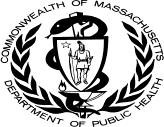 COMMONWEALTH OF MASSACHUSETTS
DEPARTMENT OF PUBLIC HEALTH